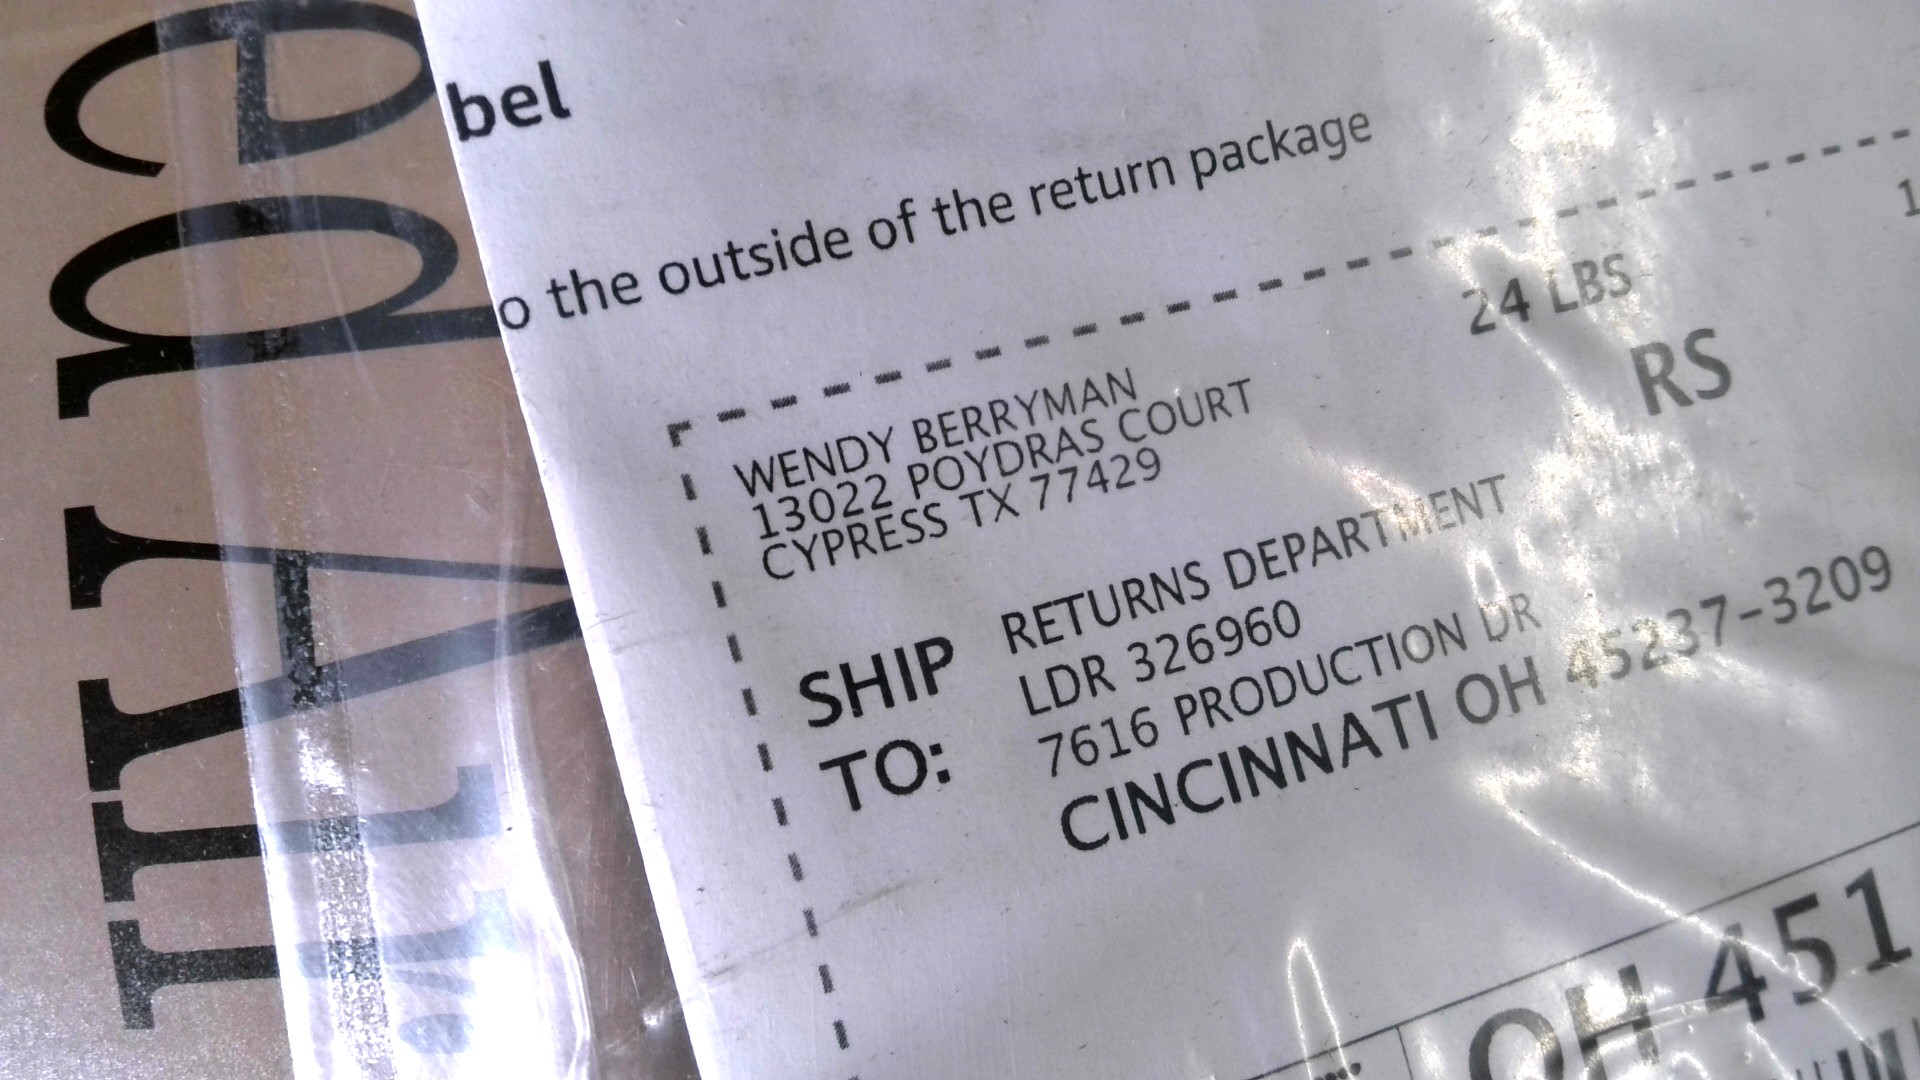 bel
o the outside of the return package
1
24 LBS
RS
WENDY BERRYMAN
13022 POYDRAS COURT
CYPRESS TX 77429
SHIP TO:
RETURNS DEPARTMENT
LDR 326960
7616 PRODUCTION DR
CINCINNATI OH 45237-3209
OH 451